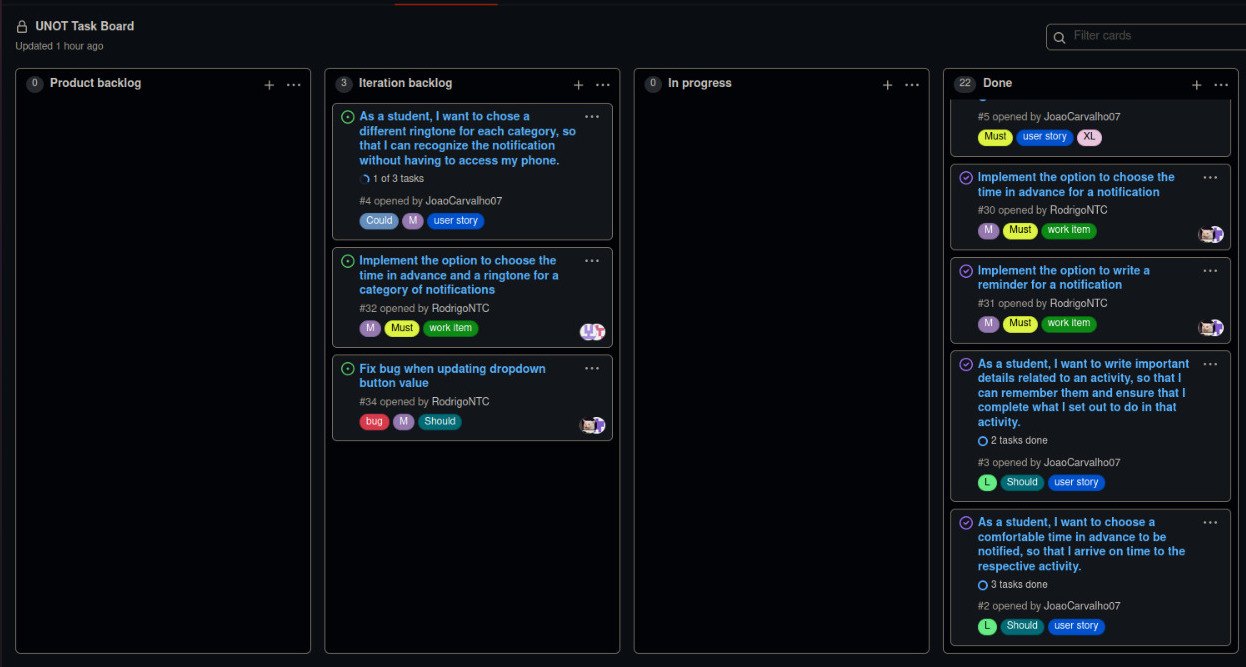 UNOT Task Board
Updated 1 hour ago
Filter cards
0 Product backlog
3 Iteration backlog
As a student, I want to chose a
different ringtone for each category, so
that I can recognize the notification
without having to access my phone.
1 of 3 tasks
#4 opened by JoaoCarvalho07
Could M user story
Implement the option to choose the
time in advance and a ringtone for a
category of notifications
#32 opened by RodrigoNTC
M Must work item
Fix bug when updating dropdown
button value
#34 opened by RodrigoNTC
bug M Should
0 In progress
22 Done
#5 opened by JoaoCarvalho07
Must user story XL
Implement the option to choose the
time in advance for a notification
#30 opened by RodrigoNTC
M Must work item
Implement the option to write a
reminder for a notification
#31 opened by RodrigoNTC
M Must work item
As a student, I want to write important
details related to an activity, so that I
can remember them and ensure that I
complete what I set out to do in that
activity.
2 tasks done
#3 opened by JoaoCarvalho07
L Should user story
As a student, I want to choose a
comfortable time in advance to be
notified, so that I arrive on time to the
respective activity.
3 tasks done
#2 opened by JoaoCarvalho07
L Should user story